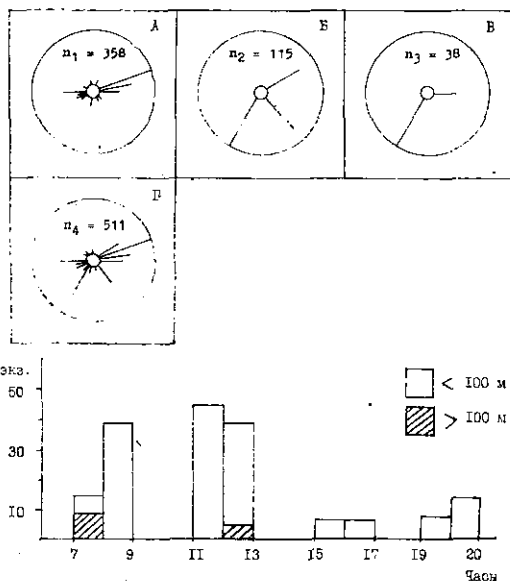 А
n₁ = 358
Б
n₂ = 115
В
n₃ = 38
Г
n₄ = 511
экз.
50
30
10
< 100 м
> 100 м
7 9 11 13 15 17 19 20
Часы